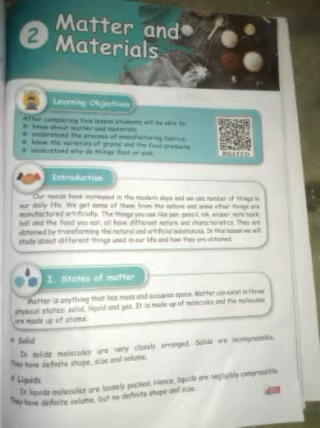 2
Matter and
Materials
Learning Objectives
After completing this lesson students will be able to:
know about matter and materials
understand the process of manufacturing fabrics.
know the varieties of grains and the food products.
understand why do things float or sink.
Introduction
Our needs have increased in the modern days and we use number of things in
our daily life. We get some of them from the nature and some other things are
manufactured artificially. The things you use like pen, pencil, ink, eraser, note book,
ball and the food you eat, all have different nature and characteristics. They are
obtained by transforming the natural and artificial substances. In this lesson we will
study about different things used in our life and how they are obtained.
I. States of matter
Matter is anything that has mass and occupies space. Matter can exist in three
physical states: solid, liquid and gas. It is made up of molecules and the molecules
are made up of atoms.
Solid
In solids molecules are very closely arranged. Solids are incompressible.
They have definite shape, size and volume.
Liquids
In liquids molecules are loosely packed. Hence, liquids are negligibly compressible.
They have definite volume, but no definite shape and size.